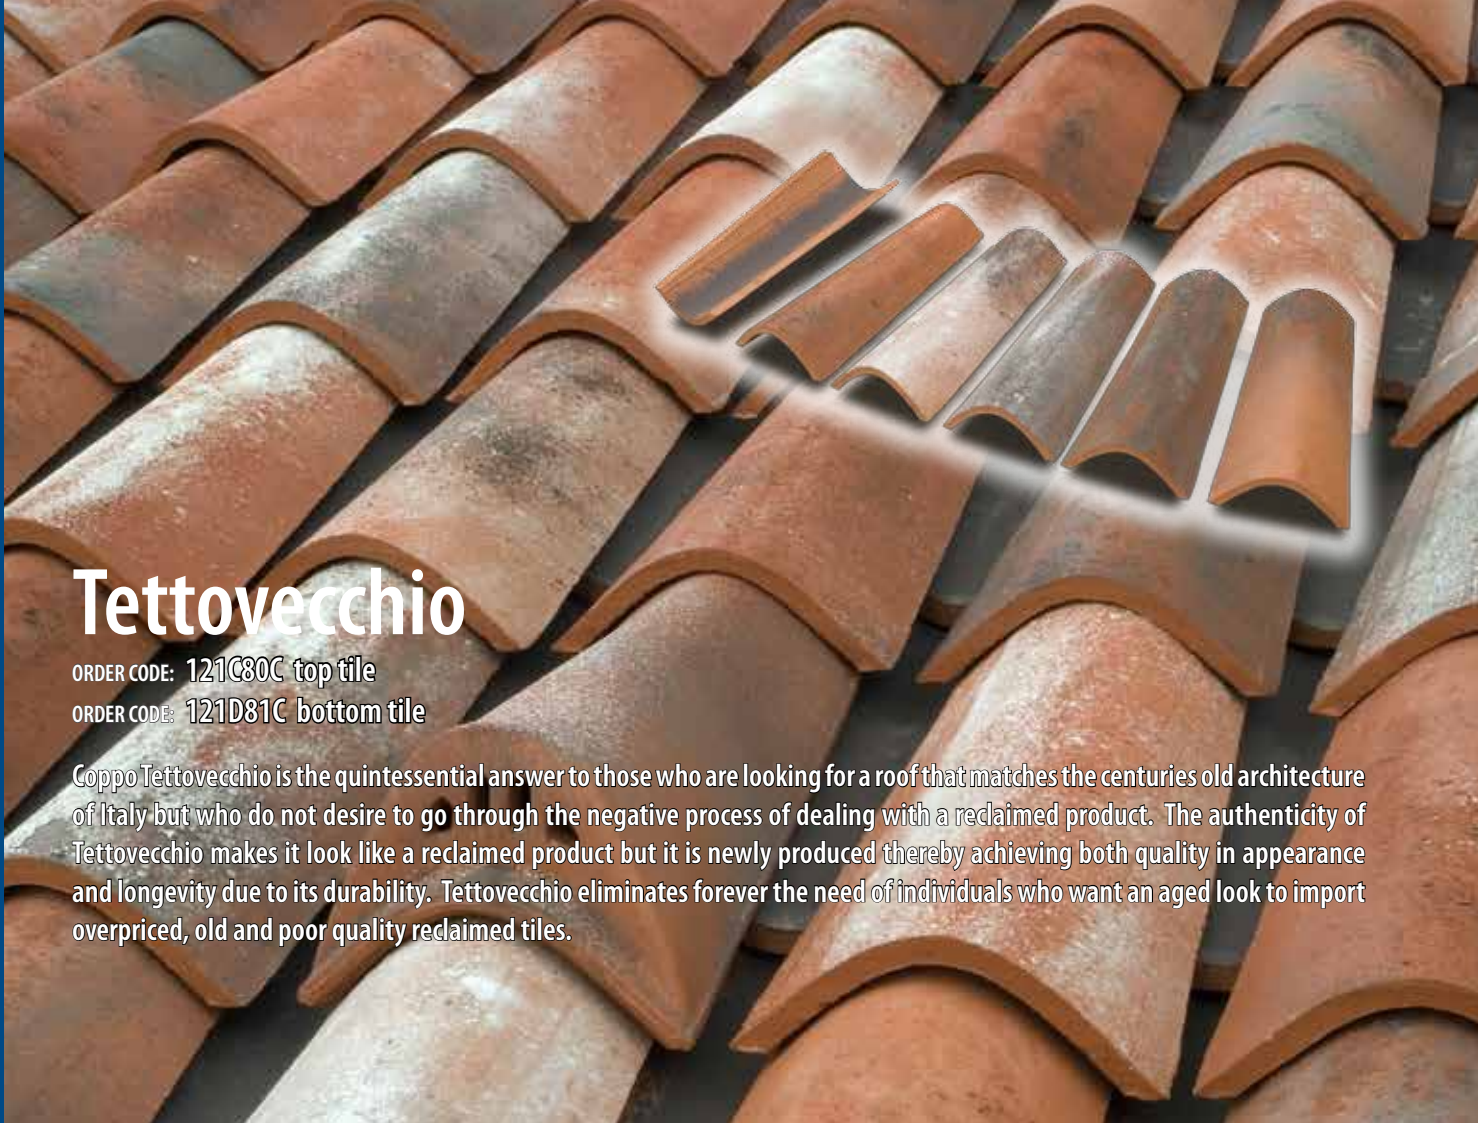 Tettovecchio
ORDER CODE: 121C80C top tile
ORDER CODE: 121D81C bottom tile
Coppo Tettovecchio is the quintessential answer to those who are looking for a roof that matches the centuries old architecture
of Italy but who do not desire to go through the negative process of dealing with a reclaimed product. The authenticity of
Tettovecchio makes it look like a reclaimed product but it is newly produced thereby achieving both quality in appearance
and longevity due to its durability. Tettovecchio eliminates forever the need of individuals who want an aged look to import
overpriced, old and poor quality reclaimed tiles.